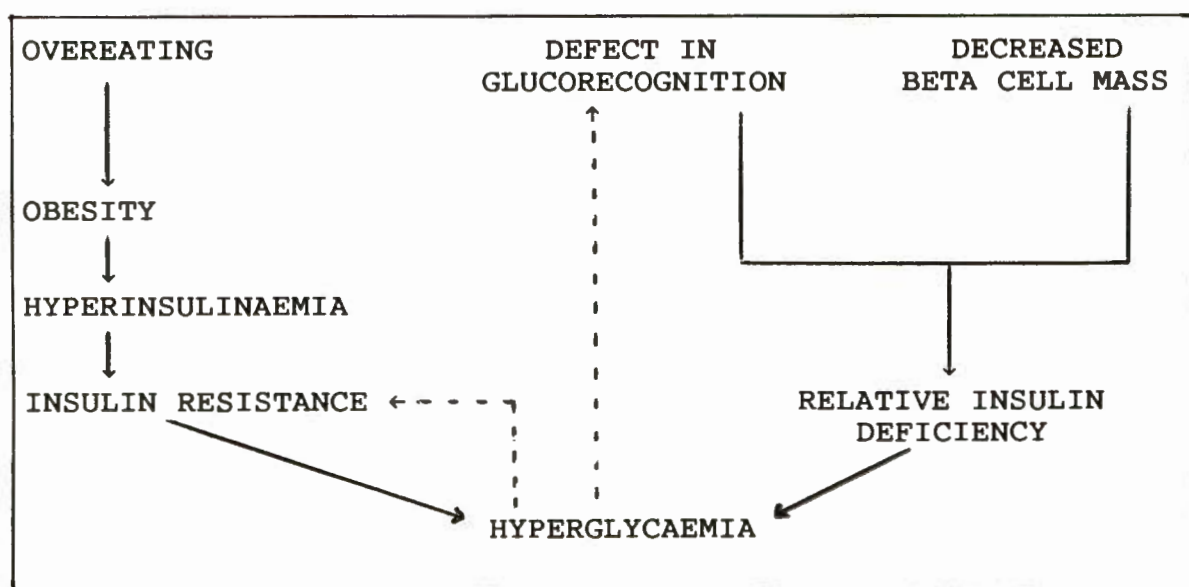 OVEREATING
DEFECT IN
GLUCORECOGNITION
DECREASED
BETA CELL MASS
OBESITY
HYPERINSULINAEMIA
INSULIN RESISTANCE
RELATIVE INSULIN
DEFICIENCY
HYPERGLYCAEMIA